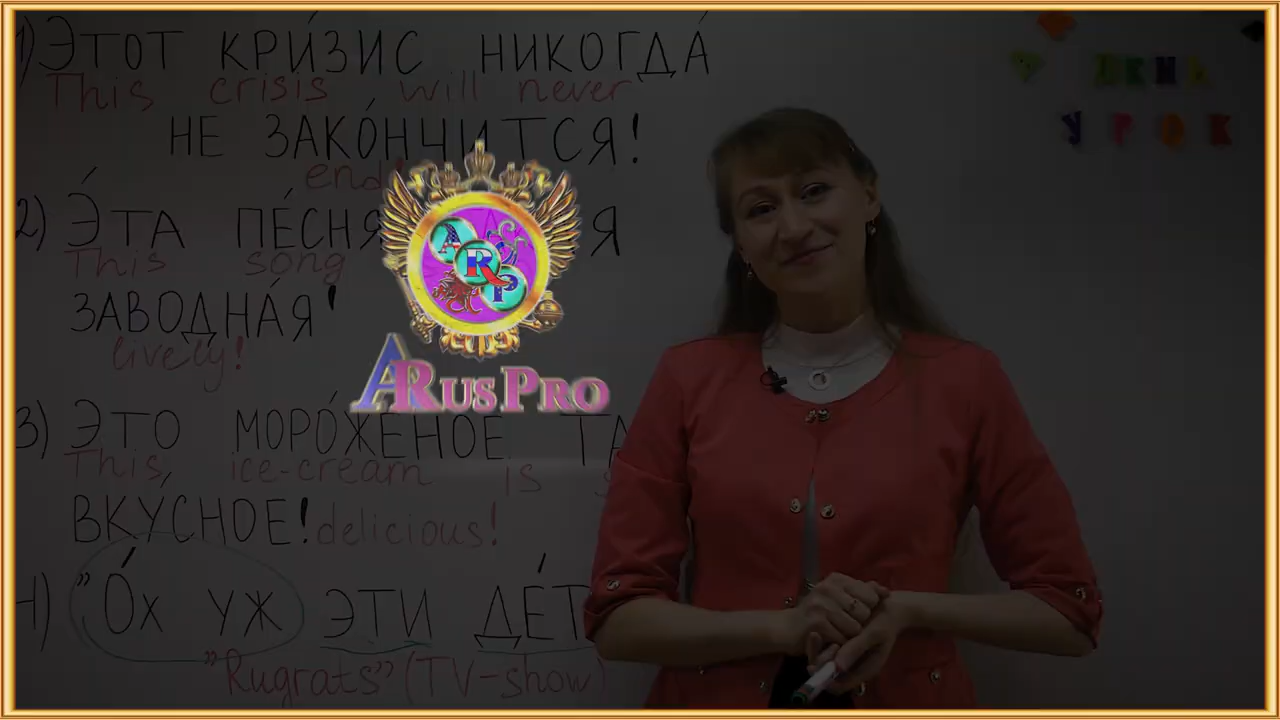 1) ЭТОТ КРИ́ЗИС НИКОГДА́
This crisis will never
НЕ ЗАКО́НЧИТСЯ!
end
2) Э́ТА ПЕ́СНЯ
This song
ЗАВОДНА́Я!
lively!
3) Э́ТО МОРО́ЖЕНОЕ
This, ice-cream is
ВКУ́СНОЕ! delicious!
4) "О́Х УЖ ЭТИ
"Rugrats" (TV-show)
ДЕНЬ
УРОК
A R P
ARUSPRO